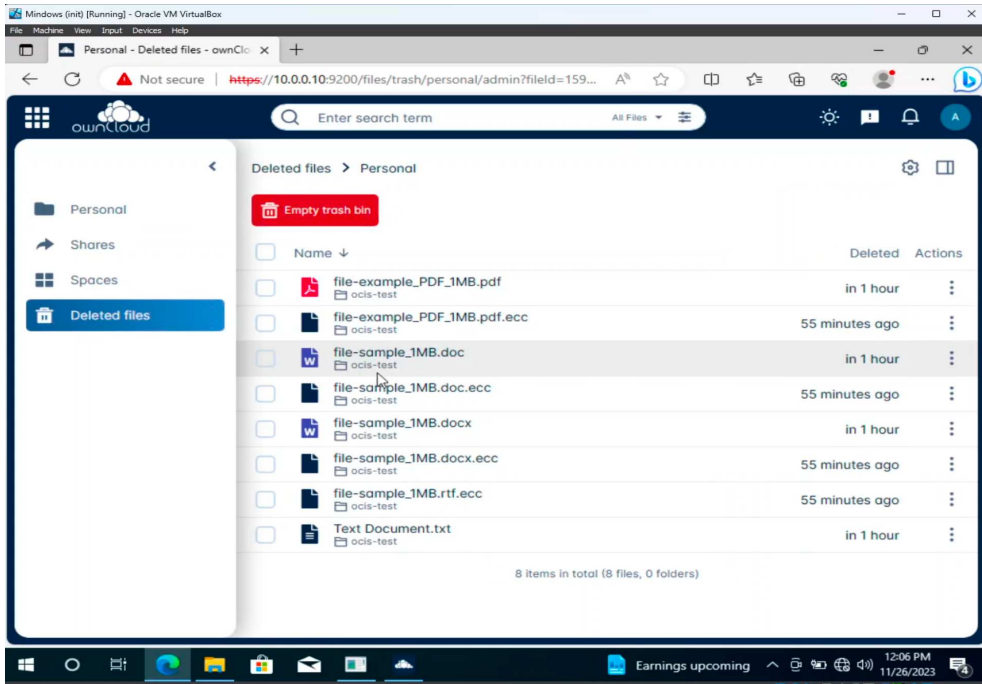 Windows (init) [Running] - Oracle VM VirtualBox
File Machine View Input Devices Help
Personal - Deleted files - ownClo
Not secure https://10.0.0.10:9200/files/trash/personal/admin?fileId=159...
ownCloud
Enter search term
All Files
A
Deleted files > Personal
Personal
Shares
Spaces
Deleted files
Empty trash bin
Name Deleted Actions
file-example_PDF_1MB.pdf
ocis-test
in 1 hour
file-example_PDF_1MB.pdf.ecc
ocis-test
55 minutes ago
file-sample_1MB.doc
ocis-test
in 1 hour
file-sample_1MB.doc.ecc
ocis-test
55 minutes ago
file-sample_1MB.docx
ocis-test
in 1 hour
file-sample_1MB.docx.ecc
ocis-test
55 minutes ago
file-sample_1MB.rtf.ecc
ocis-test
55 minutes ago
Text Document.txt
ocis-test
in 1 hour
8 items in total (8 files, 0 folders)
Earnings upcoming
12:06 PM
11/26/2023
4